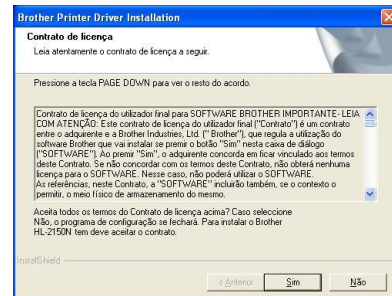 Brother Printer Driver Installation
Contrato de licença
Leia atentamente o contrato de licença a seguir.
Pressione a tecla PAGE DOWN para ver o resto do acordo.
Contrato de licença do utilizador final para SOFTWARE BROTHER IMPORTANTE- LEIA
COM ATENÇÃO: Este contrato de licença do utilizador final ("Contrato") é um contrato
entre o adquirente e a Brother Industries, Ltd. (" Brother"), que regula a utilização do
software Brother que vai instalar se premir o botão "Sim" nesta caixa de diálogo
("SOFTWARE"). Ao premir "Sim", o adquirente concorda em ficar vinculado aos termos
deste Contrato. Se não concordar com os termos deste Contrato, não obterá nenhuma
licença para o SOFTWARE. Nesse caso, não poderá utilizar o SOFTWARE.
As referências, neste Contrato, a "SOFTWARE" incluirão também, se o contexto o
permitir, o meio físico de armazenamento do mesmo.
Aceita todos os termos do Contrato de licença acima? Caso seleccione
Não, o programa de configuração se fechará. Para instalar o Brother
HL-2150N tem deve aceitar o contrato.
InstallShield
< Anterior
Sim
Não